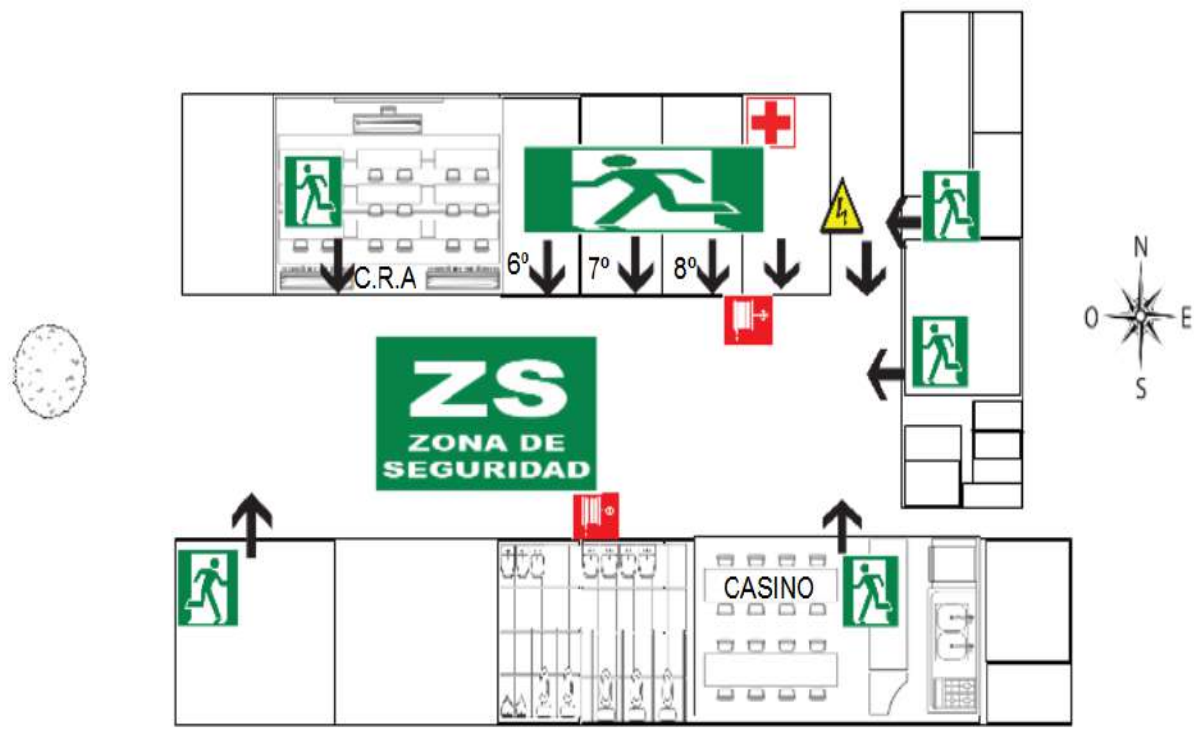 N
O E
S
C.R.A
6º 7º 8º
ZS
ZONA DE
SEGURIDAD
CASINO